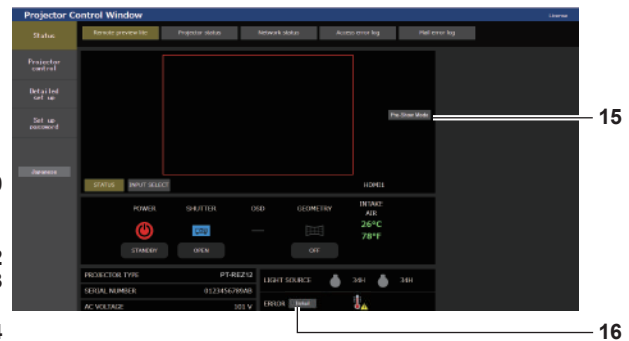 Projector Control Window
License
Status
Remote preview lite
Projector status
Network status
Access error log
Mail error log
Projector
control
Detailed
set up
Set up
password
Japanese
Pre-Show Mode
15
STATUS
INPUT SELECT
HDMI1
POWER
SHUTTER
OSD
GEOMETRY
INTAKE
AIR
26°C
78°F
STANDBY
OPEN
OFF
PROJECTOR TYPE
PT-REZ12
SERIAL NUMBER
0123456789AB
AC VOLTAGE
101 V
LIGHT SOURCE
34H
34H
ERROR
Detail
16